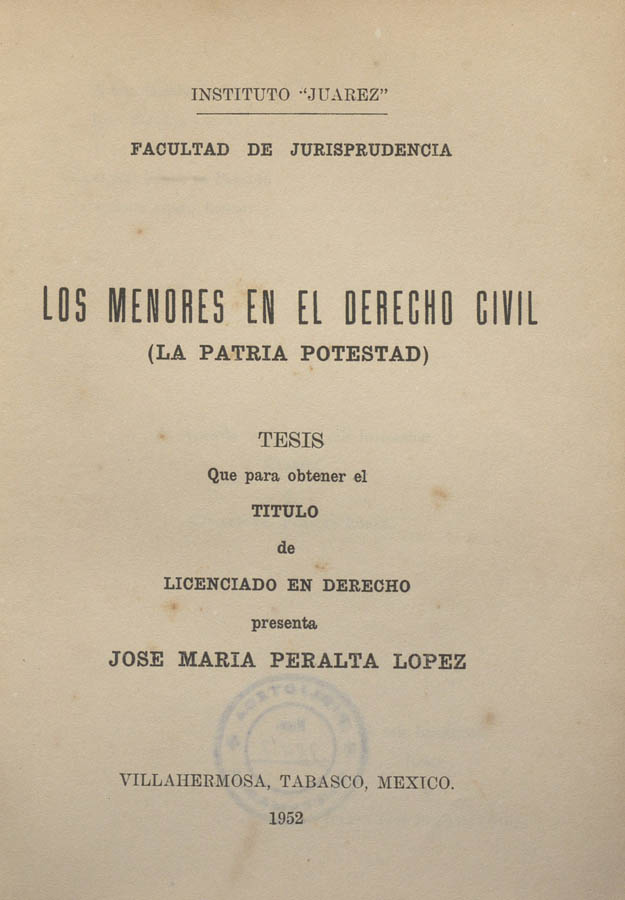 INSTITUTO "JUAREZ"
FACULTAD DE JURISPRUDENCIA
LOS MENORES EN EL DERECHO CIVIL
(LA PATRIA POTESTAD)
TESIS
Que para obtener el
TITULO
de
LICENCIADO EN DERECHO
presenta
JOSE MARIA PERALTA LOPEZ
VILLAHERMOSA, TABASCO, MEXICO.
1952